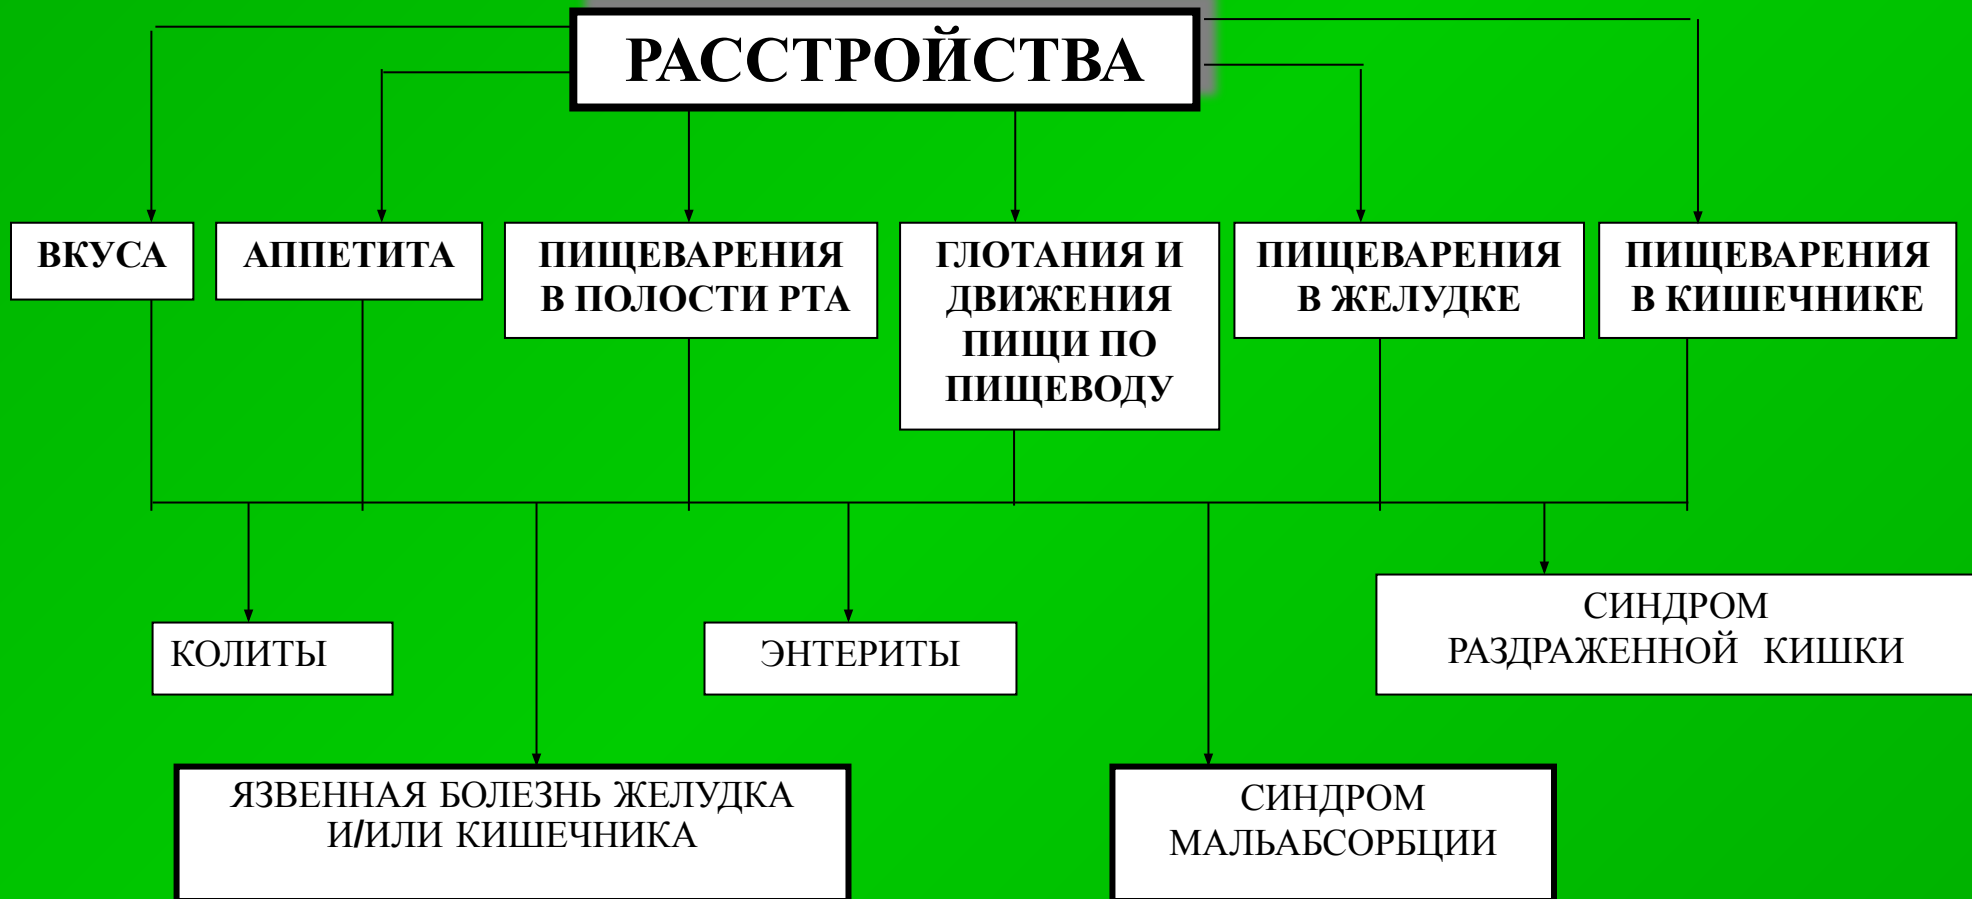 РАССТРОЙСТВА
ВКУСА
АППЕТИТА
ПИЩЕВАРЕНИЯ
В ПОЛОСТИ РТА
ГЛОТАНИЯ И
ДВИЖЕНИЯ
ПИЩИ ПО
ПИЩЕВОДУ
ПИЩЕВАРЕНИЯ
В ЖЕЛУДКЕ
ПИЩЕВАРЕНИЯ
В КИШЕЧНИКЕ
КОЛИТЫ
ЭНТЕРИТЫ
СИНДРОМ
РАЗДРАЖЕННОЙ КИШКИ
ЯЗВЕННАЯ БОЛЕЗНЬ ЖЕЛУДКА
И/ИЛИ КИШЕЧНИКА
СИНДРОМ
МАЛЬАБСОРБЦИИ